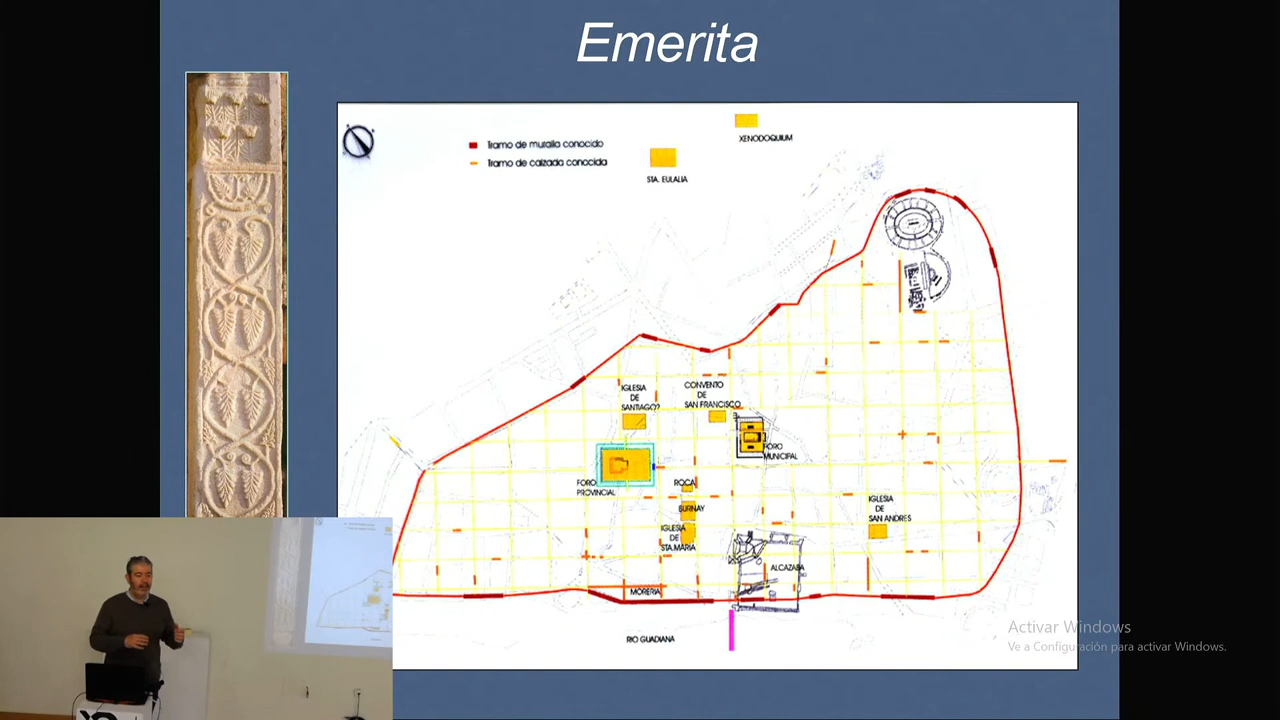 Emerita
Tramo de muralla conocido
Tramo de calzada conocida
XENODOQUIUM
STA. EULALIA
IGLESIA
DE
SANTIAGO?
CONVENTO
DE
SAN FRANCISCO
FORO
MUNICIPAL
FORO
PROVINCIAL
ROCA
BURNAY
IGLESIA
DE
STA.MARIA
IGLESIA
DE
SAN ANDRES
ALCAZABA
MORERIA
RIO GUADIANA
Activar Windows
Ve a Configuración para activar Windows.